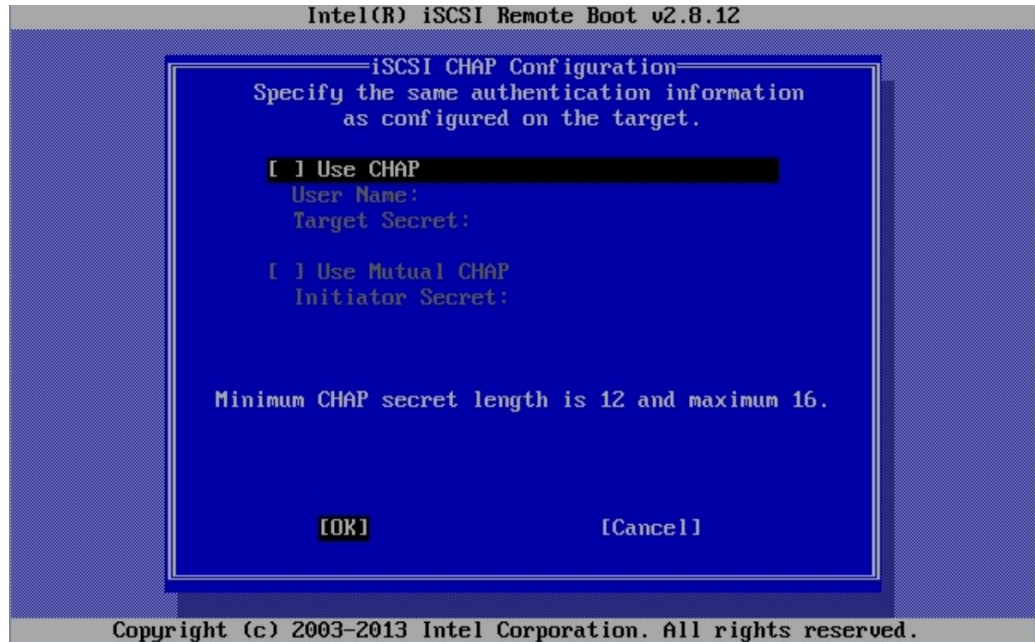 Intel(R) iSCSI Remote Boot v2.8.12
iSCSI CHAP Configuration
Specify the same authentication information
as configured on the target.
[ ] Use CHAP
User Name:
Target Secret:
[ ] Use Mutual CHAP
Initiator Secret:
Minimum CHAP secret length is 12 and maximum 16.
[OK] [Cancel]
Copyright (c) 2003-2013 Intel Corporation. All rights reserved.